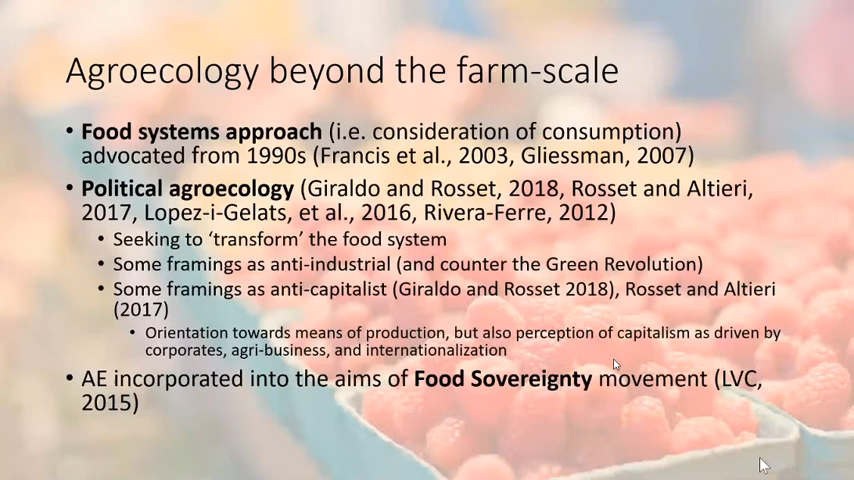 Agroecology beyond the farm-scale
• Food systems approach (i.e. consideration of consumption)
advocated from 1990s (Francis et al., 2003, Gliessman, 2007)
• Political agroecology (Giraldo and Rosset, 2018, Rosset and Altieri,
2017, Lopez-i-Gelats, et al., 2016, Rivera-Ferre, 2012)
• Seeking to ‘transform’ the food system
• Some framings as anti-industrial (and counter the Green Revolution)
• Some framings as anti-capitalist (Giraldo and Rosset 2018), Rosset and Altieri
(2017)
• Orientation towards means of production, but also perception of capitalism as driven by
corporates, agri-business, and internationalization
• AE incorporated into the aims of Food Sovereignty movement (LVC,
2015)